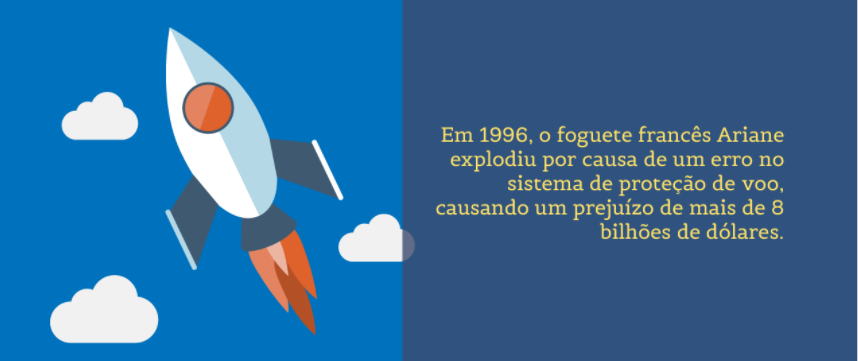 Em 1996, o foguete francês Ariane
explodiu por causa de um erro no
sistema de proteção de voo,
causando um prejuízo de mais de 8
bilhões de dólares.